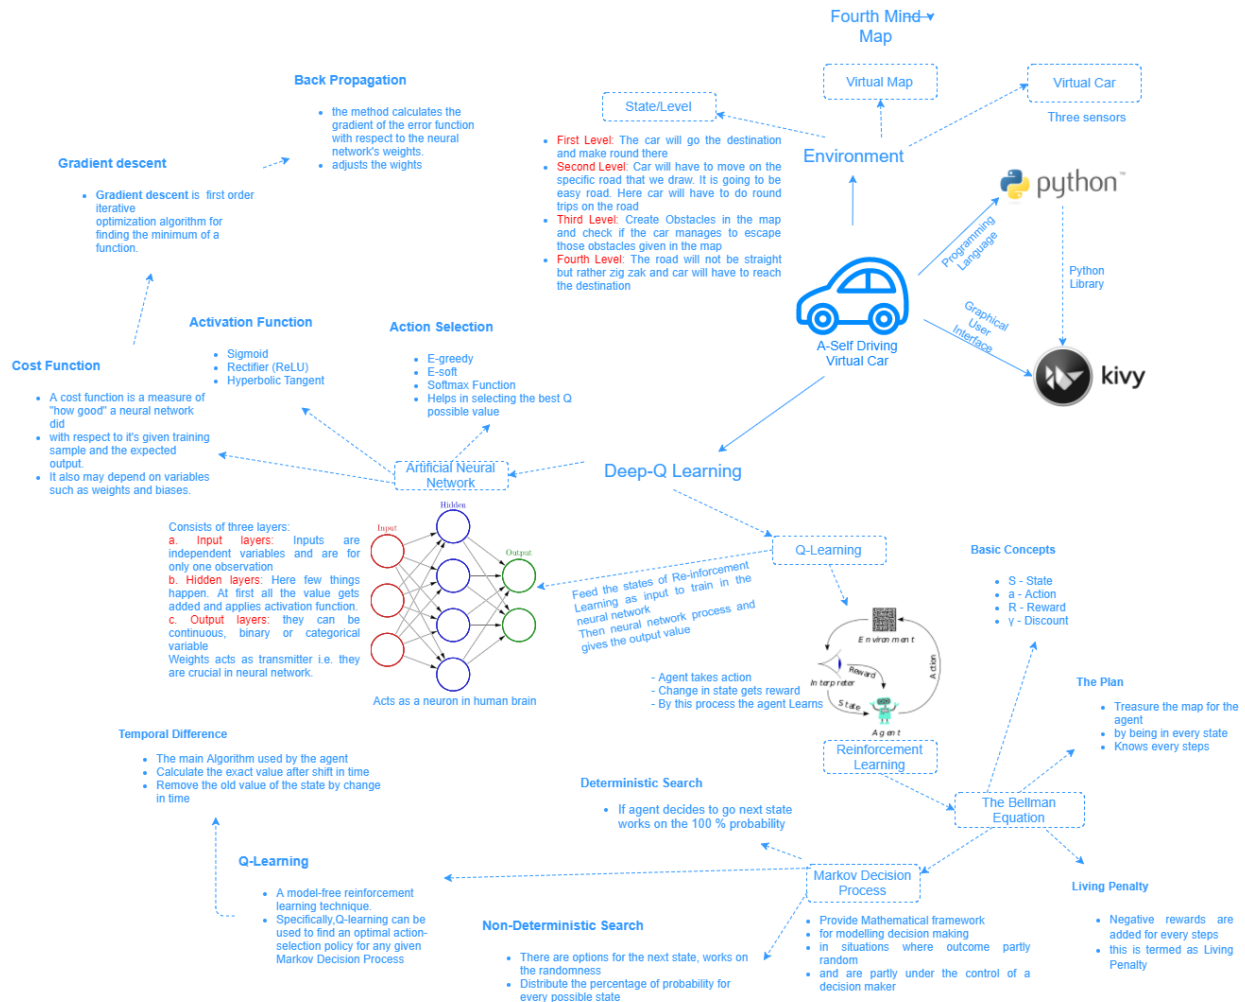 Fourth Mind
Map
Virtual Map
Virtual Car
Three sensors
State/Level
First Level: The car will go the destination
and make round there
Second Level: Car will have to move on the
specific road that we draw. It is going to be
easy road. Here car will have to do round
trips on the road
Third Level: Create Obstacles in the map
and check if the car manages to escape
those obstacles given in the map
Fourth Level: The road will not be straight
but rather zig zak and car will have to reach
the destination
Environment
python™
Programming
Language
Python
Library
Graphical
User
Interface
kivy
A-Self Driving
Virtual Car
Back Propagation
the method calculates the
gradient of the error function
with respect to the neural
network's weights.
adjusts the wights
Gradient descent
Gradient descent is first order
iterative
optimization algorithm for
finding the minimum of a
function.
Activation Function
Sigmoid
Rectifier (ReLU)
Hyperbolic Tangent
Action Selection
E-greedy
E-soft
Softmax Function
Helps in selecting the best Q
possible value
Cost Function
A cost function is a measure of
"how good" a neural network
did
with respect to it's given training
sample and the expected
output.
It also may depend on variables
such as weights and biases.
Artificial Neural
Network
Deep-Q Learning
Consists of three layers:
a. Input layers: Inputs are
independent variables and are for
only one observation
b. Hidden layers: Here few things
happen. At first all the value gets
added and applies activation function.
c. Output layers: they can be
continuous, binary or categorical
variable
Weights acts as transmitter i.e. they
are crucial in neural network.
Input
Hidden
Output
Acts as a neuron in human brain
Q-Learning
Feed the states of Re-inforcement
Learning as input to train in the
neural network
Then neural network process and
gives the output value
Environment
Reward
Interpreter
State
Action
Agent
- Agent takes action
- Change in state gets reward
- By this process the agent Learns
Reinforcement
Learning
Basic Concepts
S - State
a - Action
R - Reward
γ - Discount
The Plan
Treasure the map for the
agent
by being in every state
Knows every steps
The Bellman
Equation
Living Penalty
Negative rewards are
added for every steps
this is termed as Living
Penalty
Markov Decision
Process
Provide Mathematical framework
for modelling decision making
in situations where outcome partly
random
and are partly under the control of a
decision maker
Deterministic Search
If agent decides to go next state
works on the 100 % probability
Non-Deterministic Search
There are options for the next state, works on
the randomness
Distribute the percentage of probability for
every possible state
Temporal Difference
The main Algorithm used by the agent
Calculate the exact value after shift in time
Remove the old value of the state by change
in time
Q-Learning
A model-free reinforcement
learning technique.
Specifically,Q-learning can be
used to find an optimal action-
selection policy for any given
Markov Decision Process